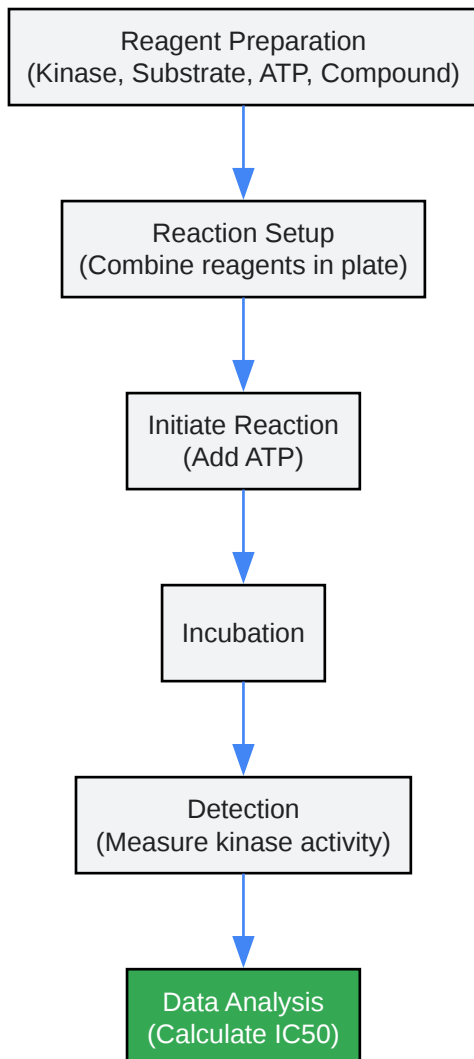 Reagent Preparation
(Kinase, Substrate, ATP, Compound)
Reaction Setup
(Combine reagents in plate)
Initiate Reaction
(Add ATP)
Incubation
Detection
(Measure kinase activity)
Data Analysis
(Calculate IC50)